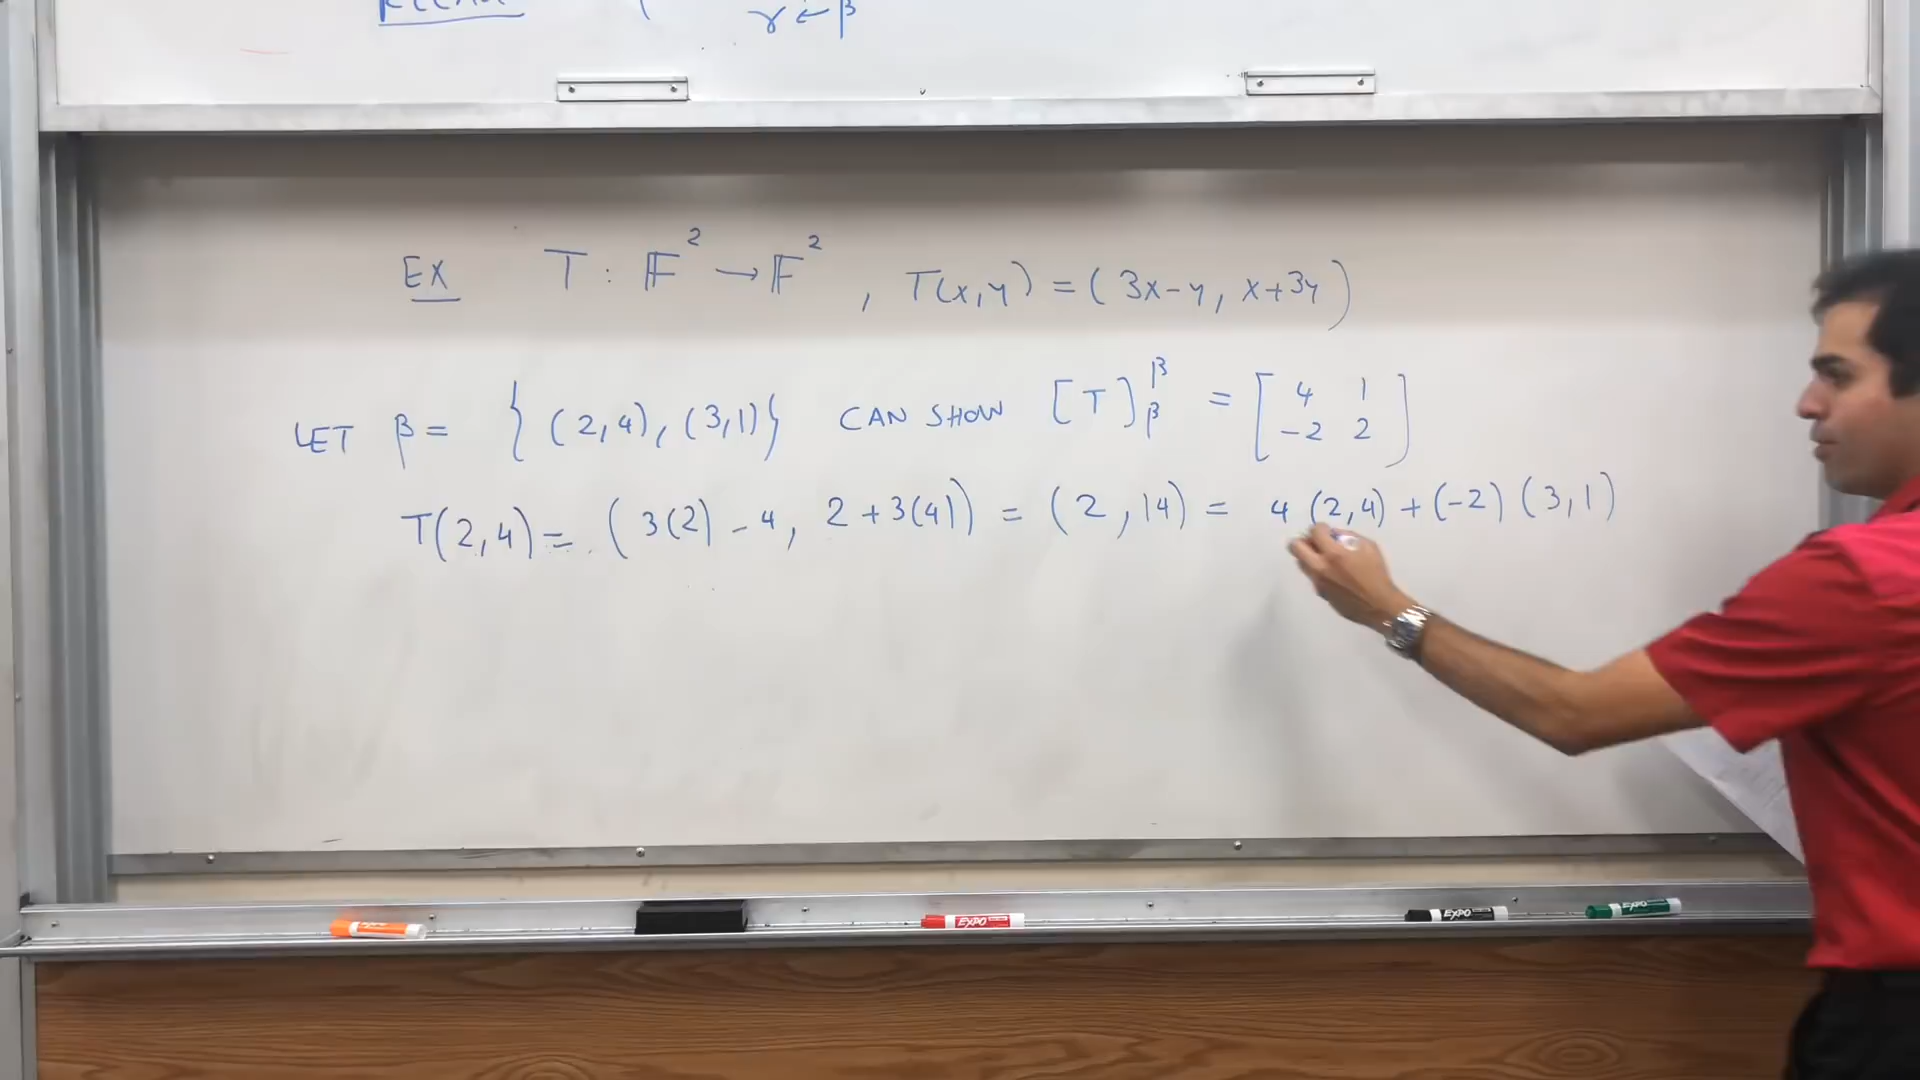 γ ← β
EX T : 𝔽² → 𝔽² , T(x,y) = (3x-y, x+3y)
LET β = { (2,4), (3,1)} CAN SHOW [T]_β^β = [4 1; -2 2]
T(2,4) = (3(2) - 4, 2 + 3(4)) = (2, 14) = 4 (2,4) + (-2) (3,1)
EXPO
EXPO
EXPO